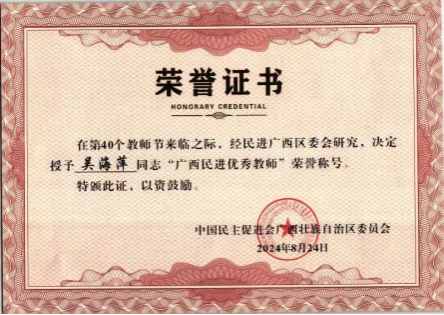 荣誉证书
HONORARY CREDENTIAL
在第40个教师节来临之际，经民进广西区委会研究，决定
授予吴海萍同志“广西民进优秀教师”荣誉称号。
特颁此证，以资鼓励。
中国民主促进会广西壮族自治区委员会
2024年8月24日